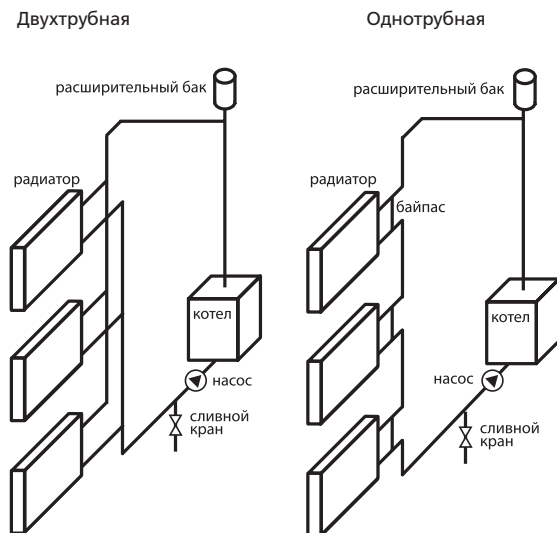 Двухтрубная
расширительный бак
радиатор
котел
насос
сливной
кран
Однотрубная
расширительный бак
радиатор
байпас
котел
насос
сливной
кран